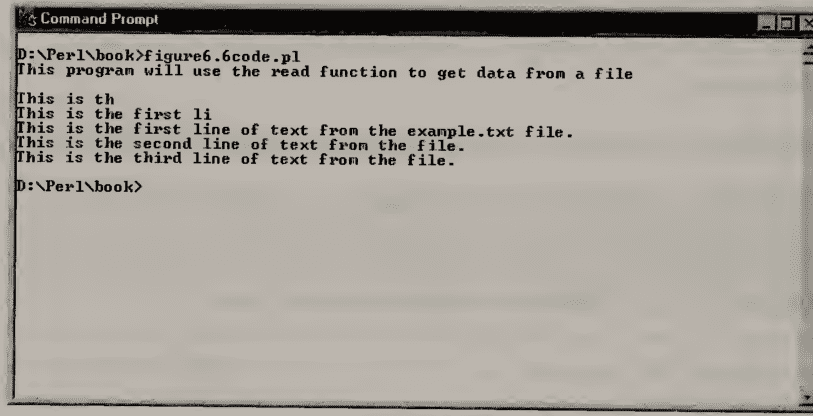 Command Prompt
D:\Perl\book>figure6.6code.pl
This program will use the read function to get data from a file
This is th
This is the first li
This is the first line of text from the example.txt file.
This is the second line of text from the file.
This is the third line of text from the file.
D:\Perl\book>